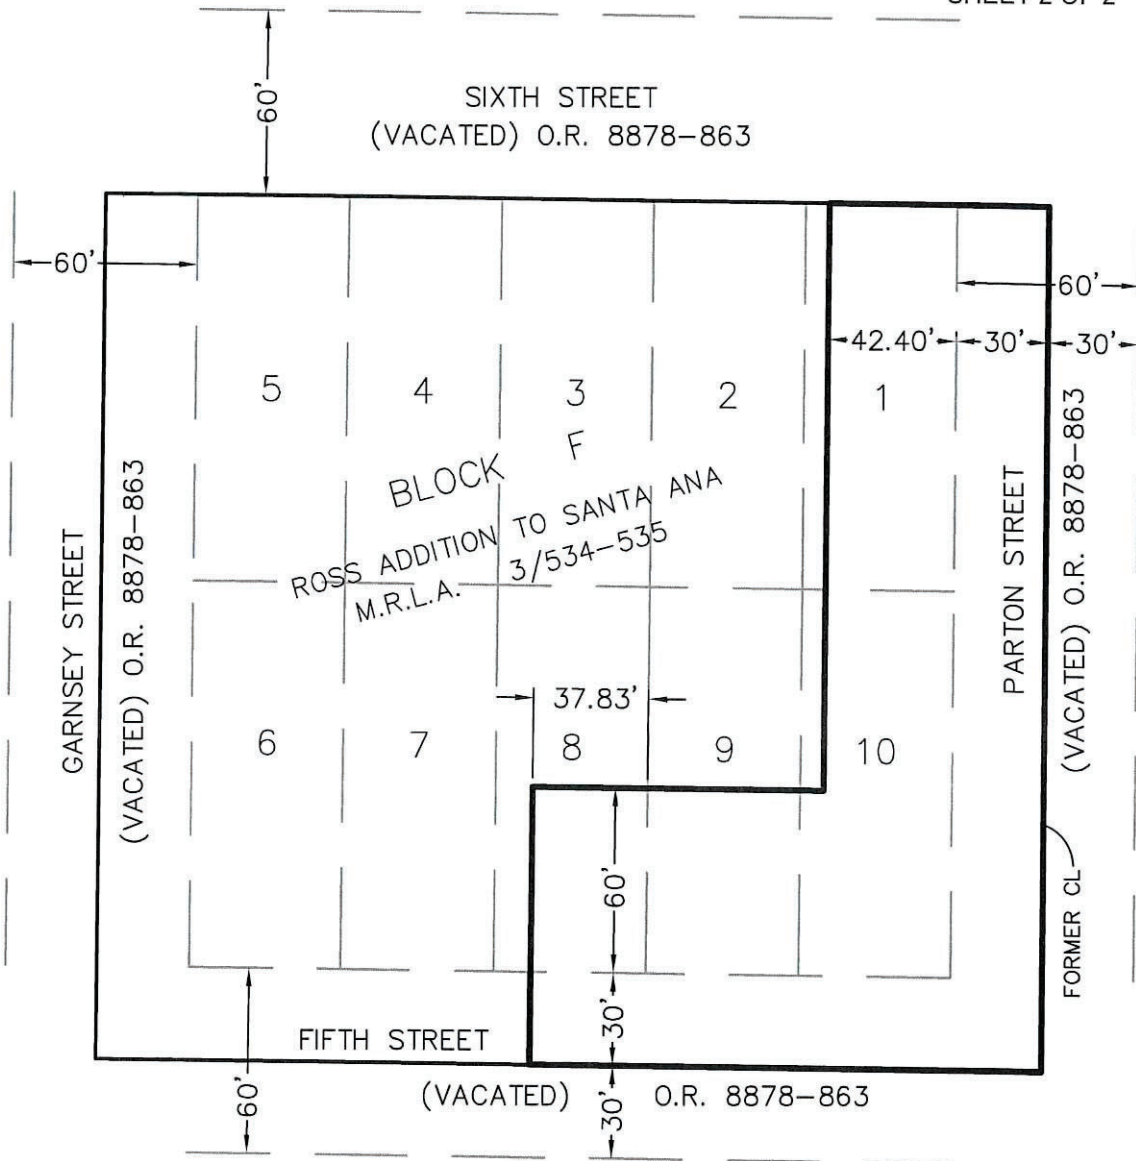 SHEET 2 OF 2
60'
SIXTH STREET
(VACATED) O.R. 8878-863
60'
60'
42.40'
30'
30'
5
4
3
2
1
BLOCK F
ROSS ADDITION TO SANTA ANA
M.R.L.A. 3/534-535
GARNSEY STREET
(VACATED) O.R. 8878-863
PARTON STREET
(VACATED) O.R. 8878-863
37.83'
6
7
8
9
10
60'
FORMER CL
30'
FIFTH STREET
(VACATED) O.R. 8878-863
60'
30'